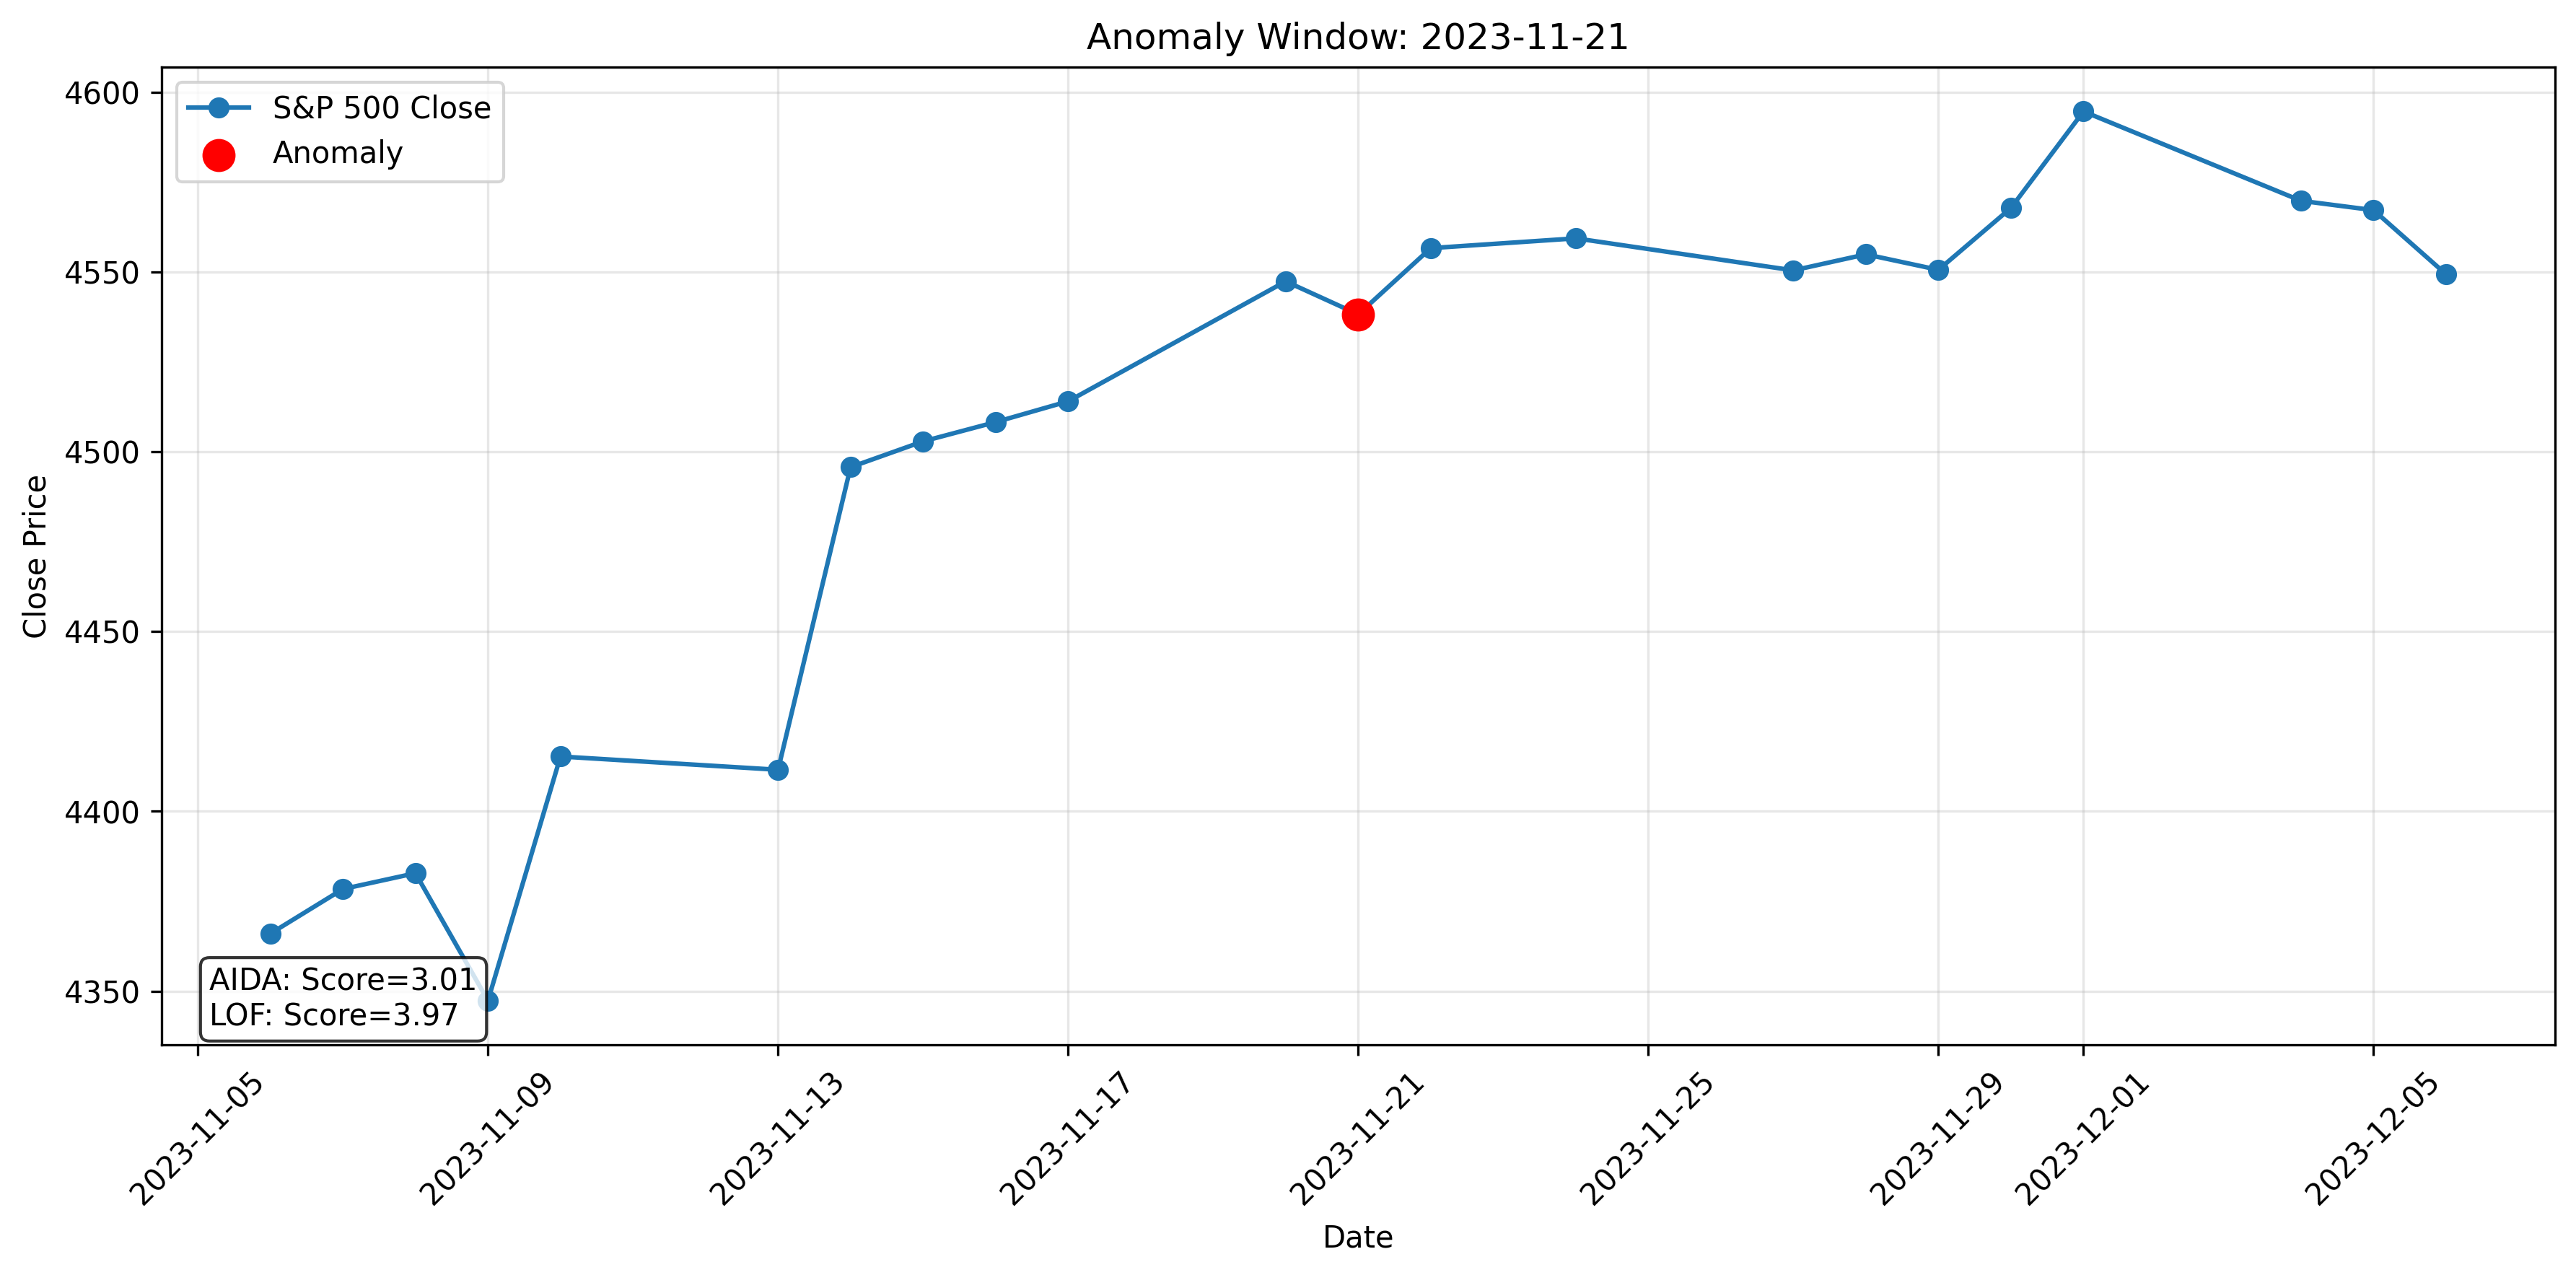 Anomaly Window: 2023-11-21
S&P 500 Close
Anomaly
4600
4550
4500
4450
4400
4350
Close Price
AIDA: Score=3.01
LOF: Score=3.97
2023-11-05
2023-11-09
2023-11-13
2023-11-17
2023-11-21
2023-11-25
2023-11-29
2023-12-01
2023-12-05
Date